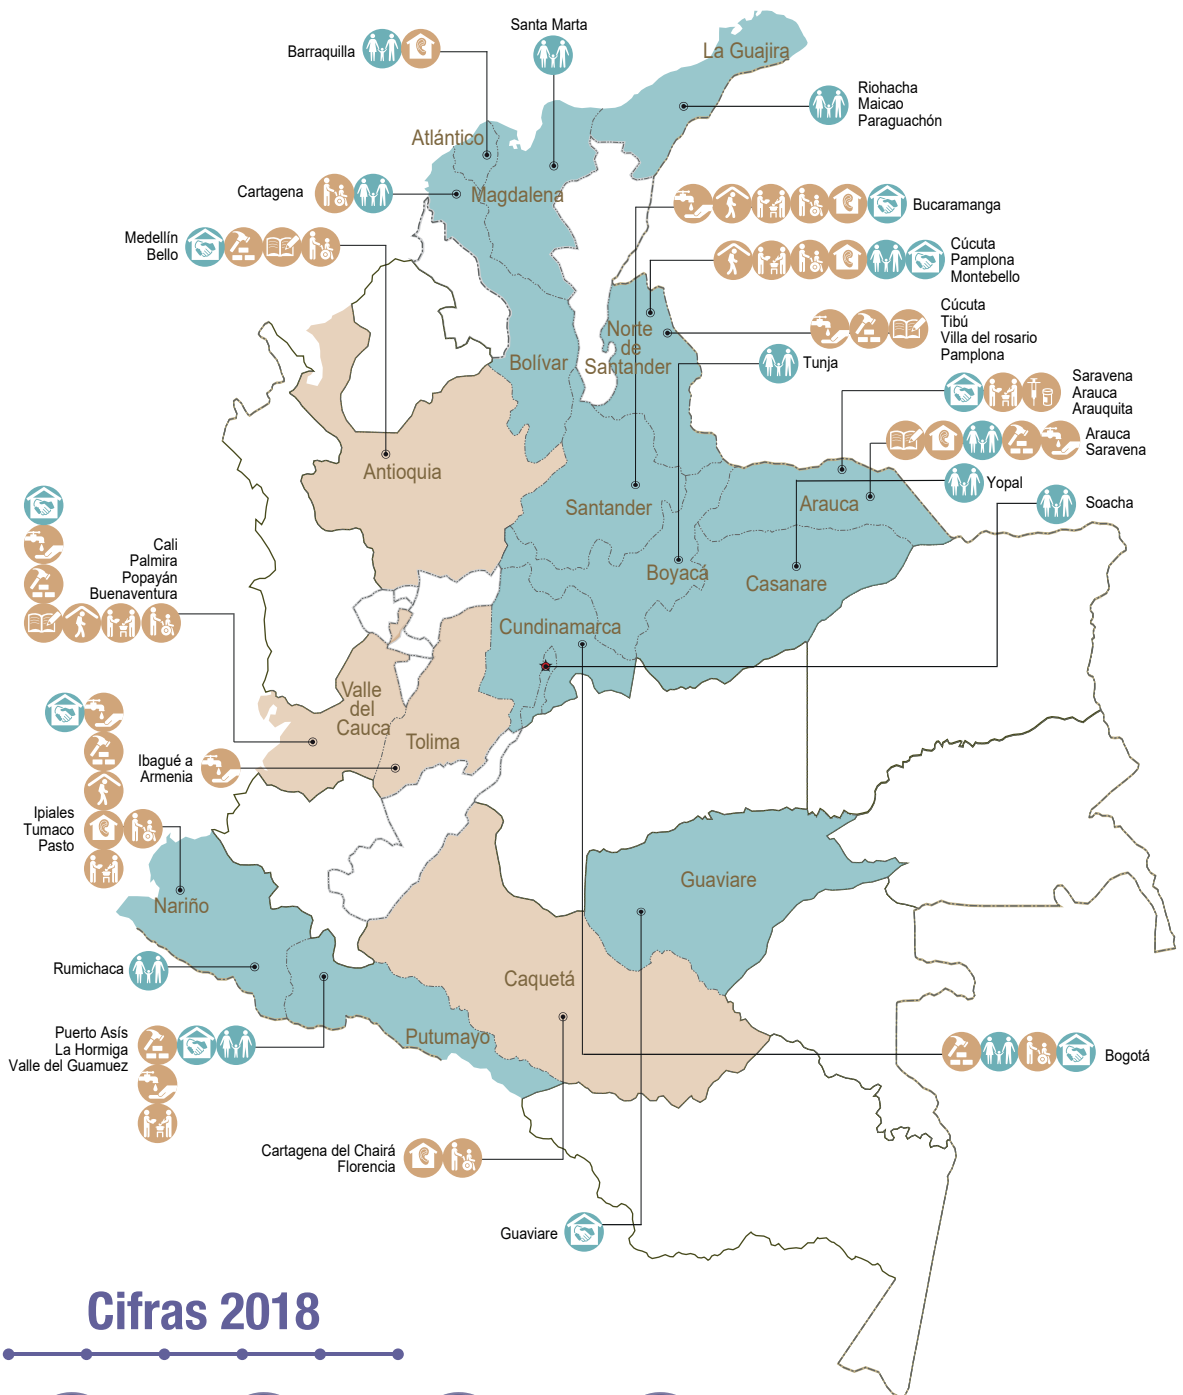 Santa Marta
Barraquilla
La Guajira
Riohacha
Maicao
Paraguachón
Atlántico
Cartagena
Magdalena
Bucaramanga
Medellín
Bello
Cúcuta
Pamplona
Montebello
Cúcuta
Tibú
Villa del rosario
Pamplona
Norte
de
Santander
Bolívar
Tunja
Saravena
Arauca
Arauquita
Arauca
Saravena
Antioquia
Yopal
Santander
Arauca
Soacha
Cali
Palmira
Popayán
Buenaventura
Boyacá
Casanare
Cundinamarca
Valle
del
Cauca
Tolima
Ibagué a
Armenia
Ipiales
Tumaco
Pasto
Guaviare
Nariño
Rumichaca
Caquetá
Puerto Asís
La Hormiga
Valle del Guamuez
Putumayo
Bogotá
Cartagena del Chairá
Florencia
Guaviare
Cifras 2018